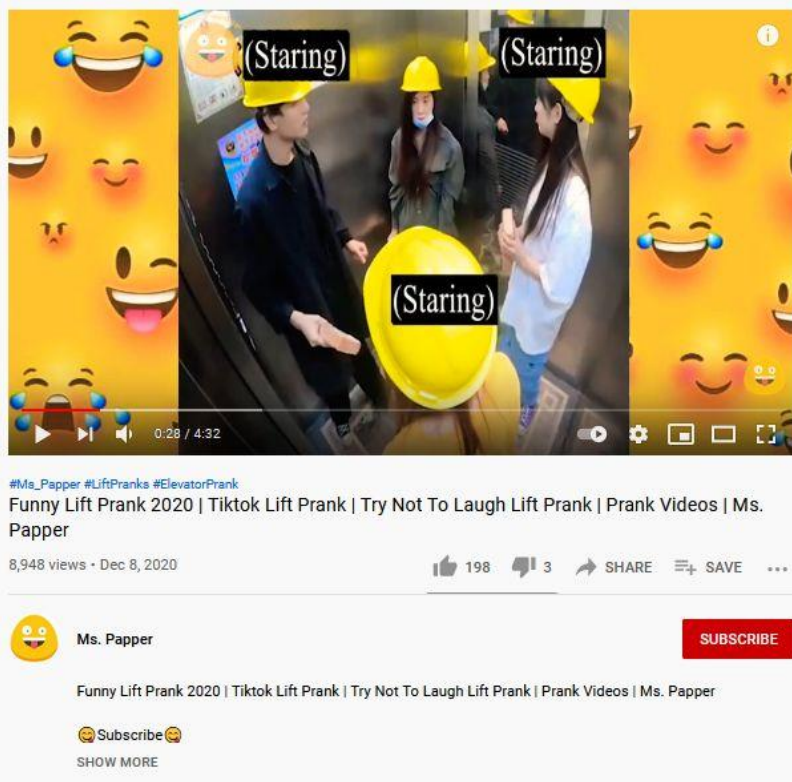 (Staring)
(Staring)
(Staring)
0:28 / 4:32
#Ms_Papper #LiftPranks #ElevatorPrank
Funny Lift Prank 2020 | Tiktok Lift Prank | Try Not To Laugh Lift Prank | Prank Videos | Ms.
Papper
8,948 views • Dec 8, 2020
198
3
SHARE
SAVE
Ms. Papper
SUBSCRIBE
Funny Lift Prank 2020 | Tiktok Lift Prank | Try Not To Laugh Lift Prank | Prank Videos | Ms. Papper
😋Subscribe😋
SHOW MORE